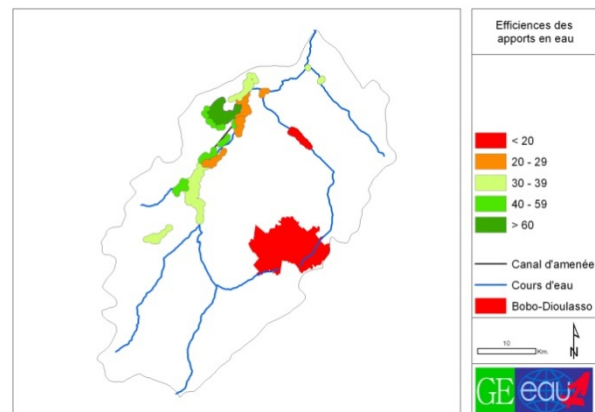 Efficiences des
apports en eau
< 20
20 - 29
30 - 39
40 - 59
> 60
Canal d'amenée
Cours d'eau
Bobo-Dioulasso
10
Km.
N
GE eau